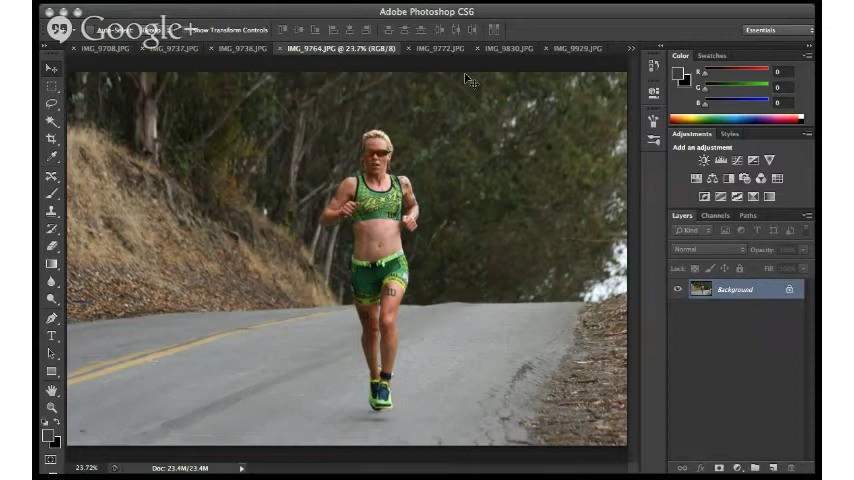 Adobe Photoshop CS6
Google+
Auto-Select:
Show Transform Controls
Essentials
IMG_9708.JPG
IMG_9737.JPG
IMG_9738.JPG
IMG_9764.JPG @ 23.7% (RGB/8)
IMG_9772.JPG
IMG_9830.JPG
IMG_9929.JPG
Color
Swatches
R
0
G
0
B
0
Adjustments
Styles
Add an adjustment
Layers
Channels
Paths
Kind
Normal
Opacity:
100%
Lock:
Fill:
100%
Background
23.72%
Doc: 23.4M/23.4M